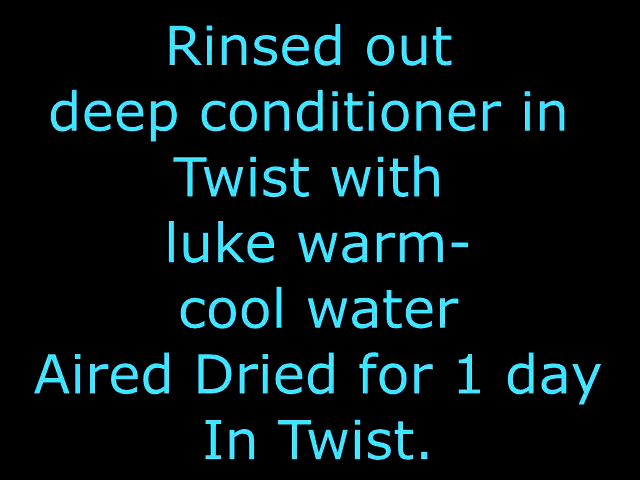 Rinsed out
deep conditioner in
Twist with
luke warm-
cool water
Aired Dried for 1 day
In Twist.